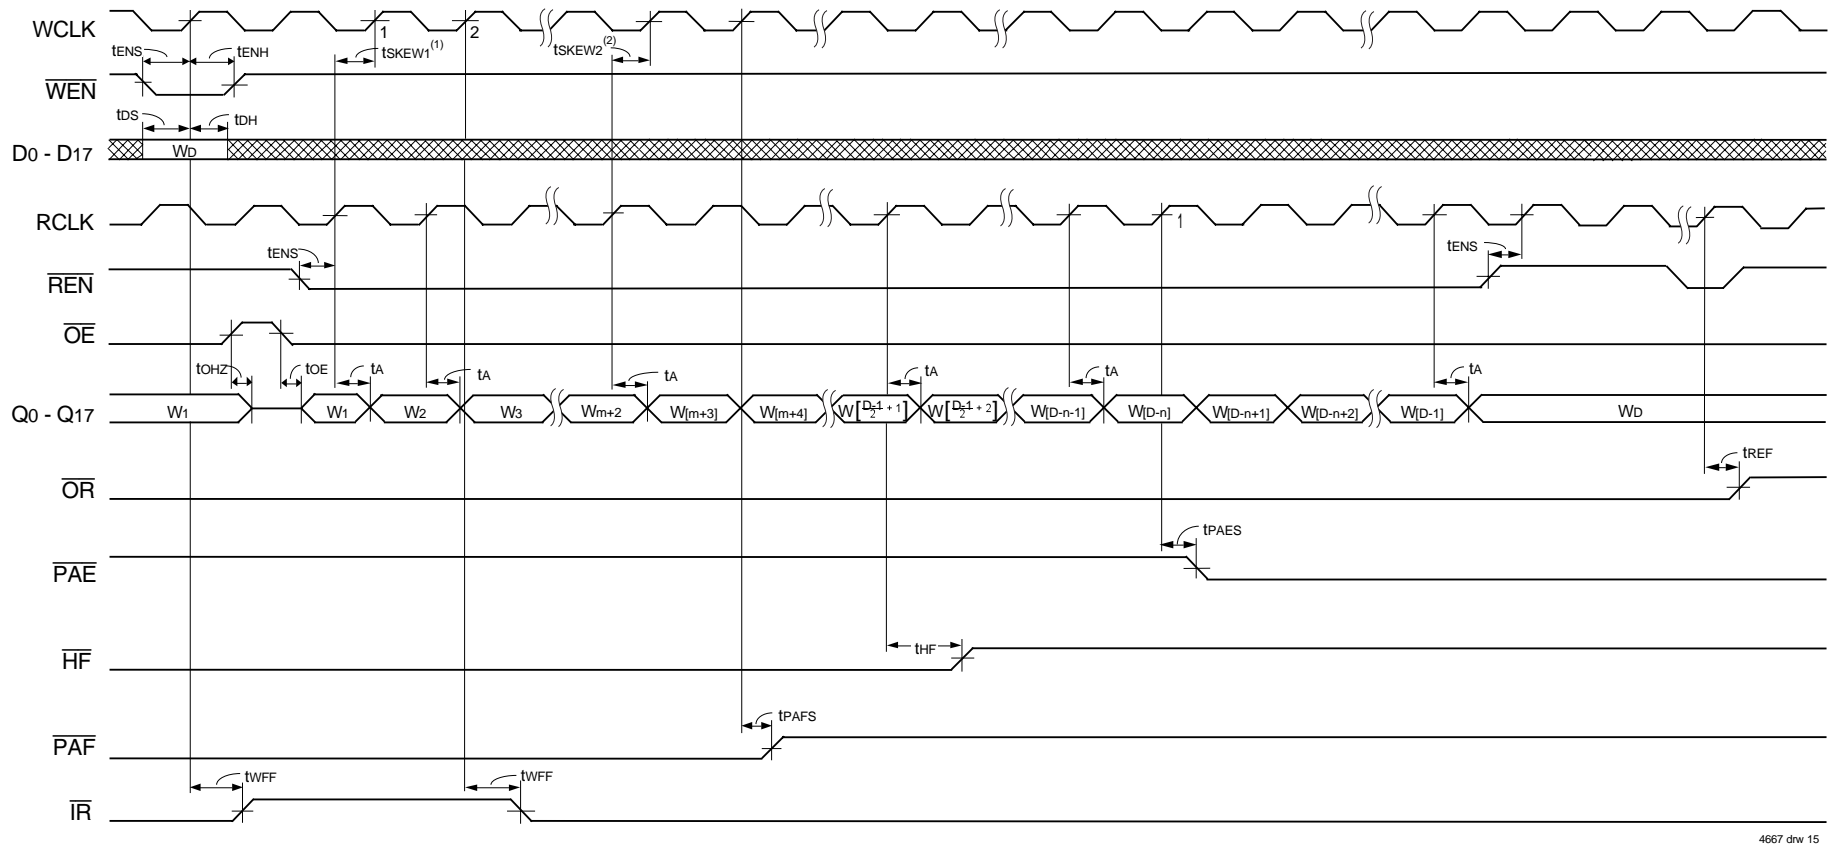 WCLK
1
2
tENS
tENH
tSKEW1(1)
tSKEW2(2)
WEN
tDS
tDH
D0 - D17
WD
RCLK
1
tENS
tENS
REN
OE
tOHZ
tOE
tA
tA
tA
tA
tA
tA
Q0 - Q17
W1
W1
W2
W3
Wm+2
W[m+3]
W[m+4]
W[D-1/2 + 1]
W[D-1/2 + 2]
W[D-n-1]
W[D-n]
W[D-n+1]
W[D-n+2]
W[D-1]
WD
tREF
OR
tPAES
PAE
tHF
HF
tPAFS
PAF
tWFF
tWFF
IR
4667 drw 15